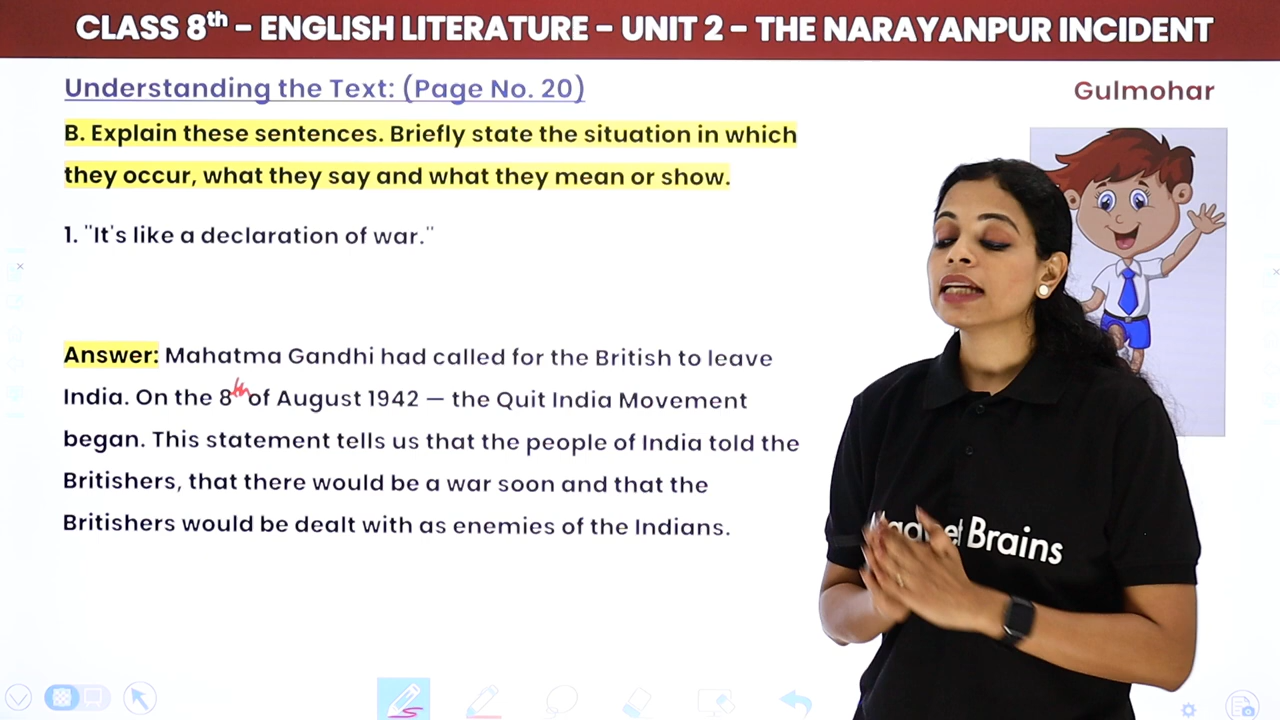 CLASS 8th – ENGLISH LITERATURE – UNIT 2 – THE NARAYANPUR INCIDENT
Understanding the Text: (Page No. 20)
Gulmohar
B. Explain these sentences. Briefly state the situation in which
they occur, what they say and what they mean or show.
1. "It's like a declaration of war."
Answer: Mahatma Gandhi had called for the British to leave
India. On the 8th of August 1942 — the Quit India Movement
began. This statement tells us that the people of India told the
Britishers, that there would be a war soon and that the
Britishers would be dealt with as enemies of the Indians.
Brains